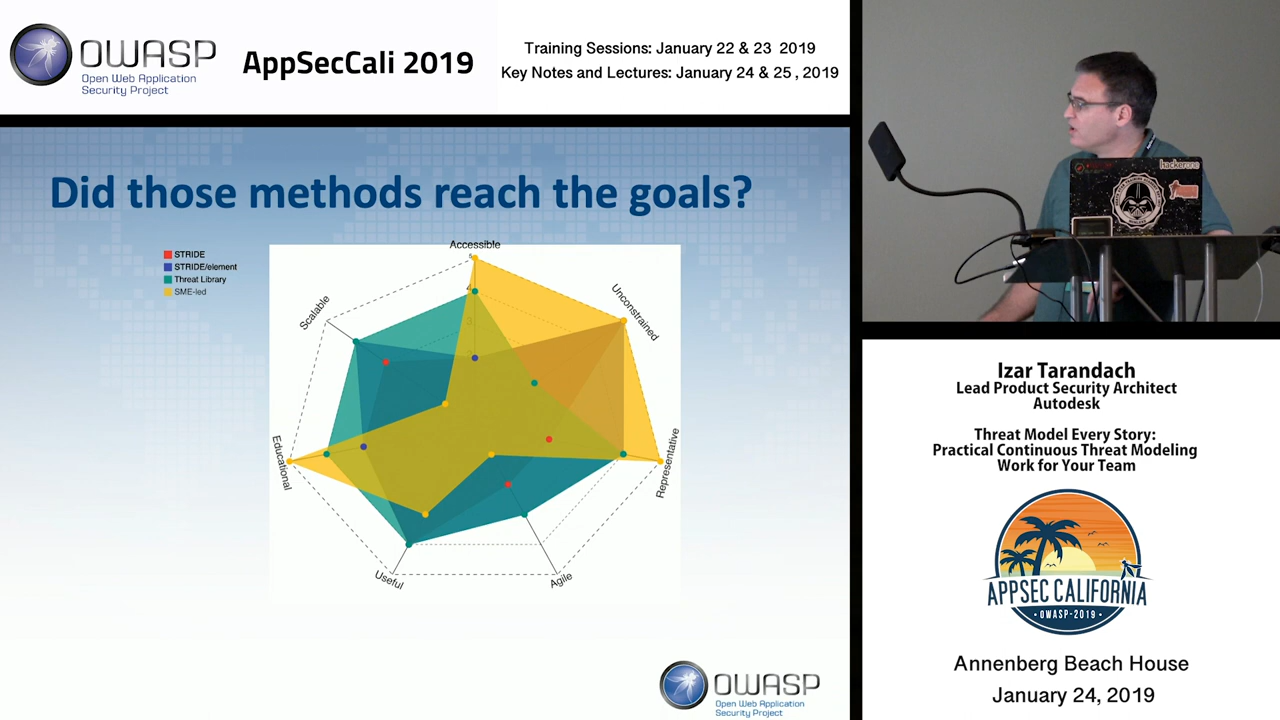 OWASP
Open Web Application
Security Project
AppSecCali 2019
Training Sessions: January 22 & 23 2019
Key Notes and Lectures: January 24 & 25 , 2019
Did those methods reach the goals?
STRIDE
STRIDE/element
Threat Library
SME-led
Accessible
5
Unconstrained
Representative
Agile
Useful
Educational
Scalable
OWASP
Open Web Application
Security Project
hackerone
Izar Tarandach
Lead Product Security Architect
Autodesk
Threat Model Every Story:
Practical Continuous Threat Modeling
Work for Your Team
APPSEC CALIFORNIA
OWASP-2019
Annenberg Beach House
January 24, 2019